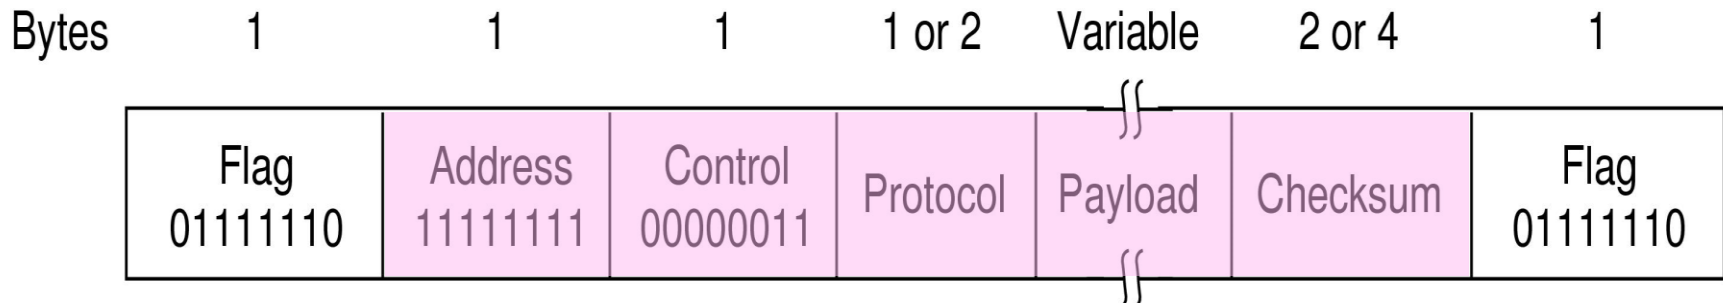 Bytes 1 1 1 1 or 2 Variable 2 or 4 1
Flag Address Control Protocol Payload Checksum Flag
01111110 11111111 00000011 01111110